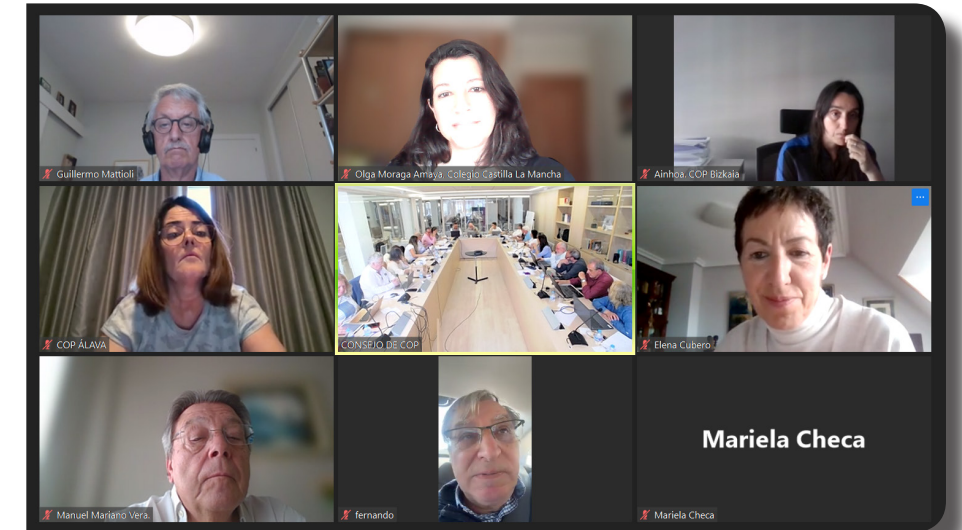 Guillermo Mattioli
Olga Moraga Amaya. Colegio Castilla La Mancha
Ainhoa. COP Bizkaia
COP ÁLAVA
CONSEJO DE COP
Elena Cubero
Manuel Mariano Vera.
fernando
Mariela Checa
Mariela Checa